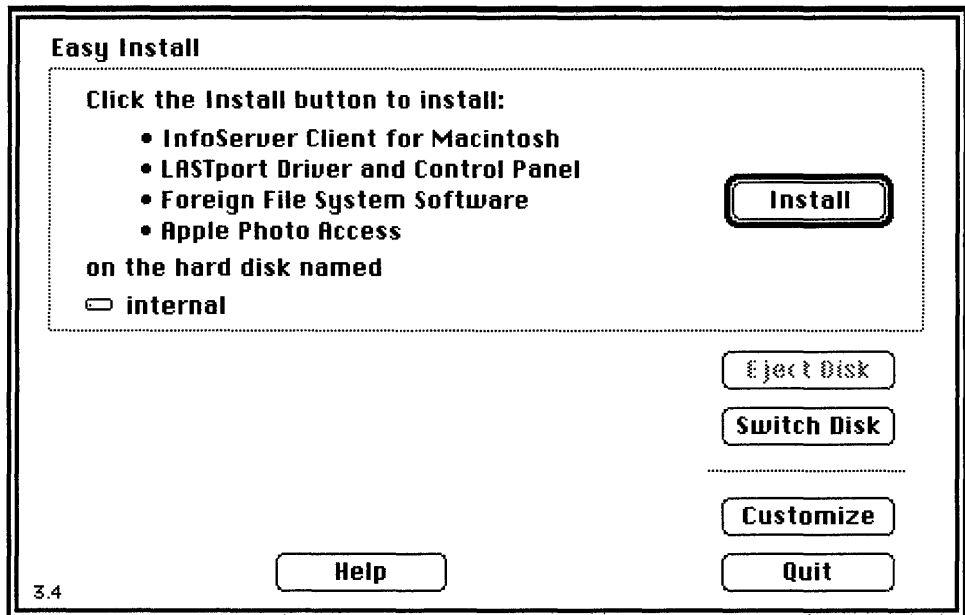 Easy Install
Click the Install button to install:
• InfoServer Client for Macintosh
• LASTport Driver and Control Panel
• Foreign File System Software
• Apple Photo Access
on the hard disk named
internal
Install
Eject Disk
Switch Disk
Customize
Help
Quit
3.4